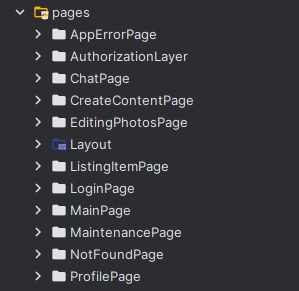 pages
AppErrorPage
AuthorizationLayer
ChatPage
CreateContentPage
EditingPhotosPage
Layout
ListingItemPage
LoginPage
MainPage
MaintenancePage
NotFoundPage
ProfilePage